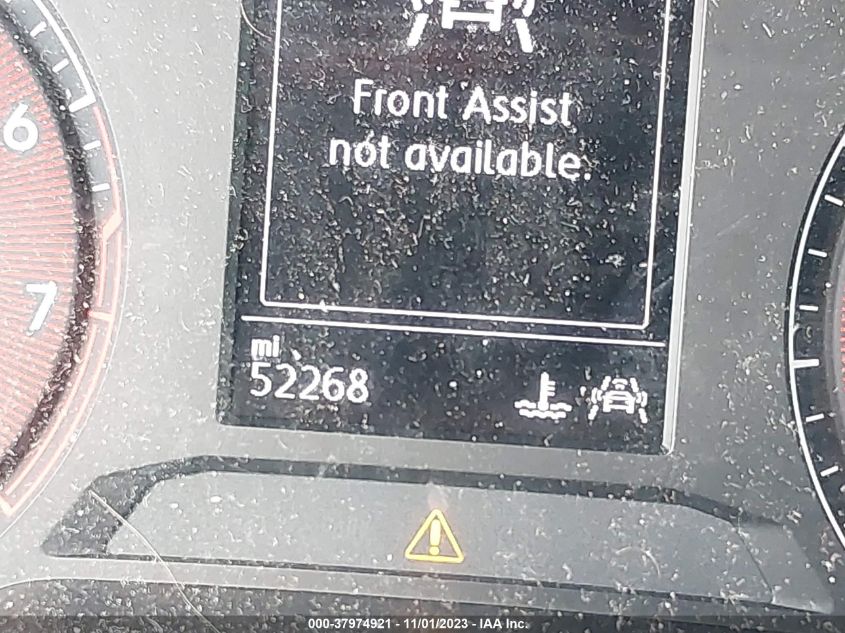 6
7
Front Assist
not available.
mi
52268
000-37974921 - 11/01/2023 - IAA Inc.